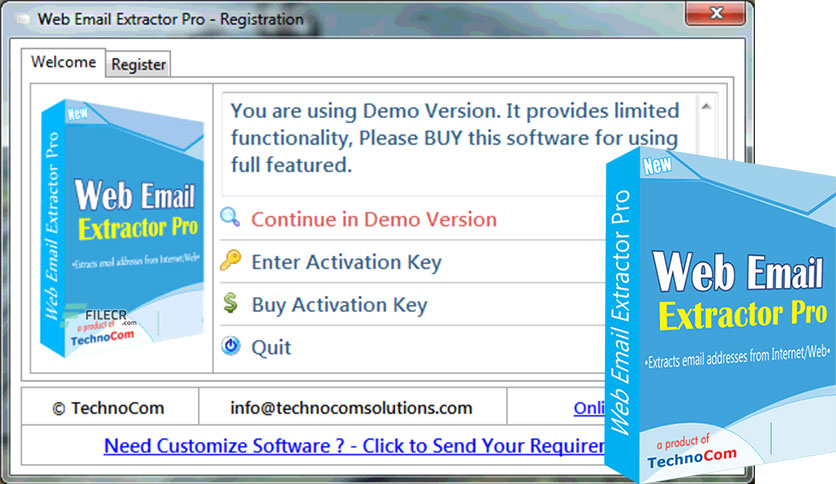 Web Email Extractor Pro - Registration
Welcome
Register
You are using Demo Version. It provides limited
functionality, Please BUY this software for using
full featured.
New
Web Email Extractor Pro
Web Email
Extractor Pro
•Extracts email addresses from Internet/Web•
FILECR
.com
a product of
TechnoCom
Continue in Demo Version
Enter Activation Key
Buy Activation Key
Quit
New
Web Email Extractor Pro
Web Email
Extractor Pro
•Extracts email addresses from Internet/Web•
a product of
TechnoCom
© TechnoCom
info@technocomsolutions.com
Onli
Need Customize Software ? - Click to Send Your Requirem